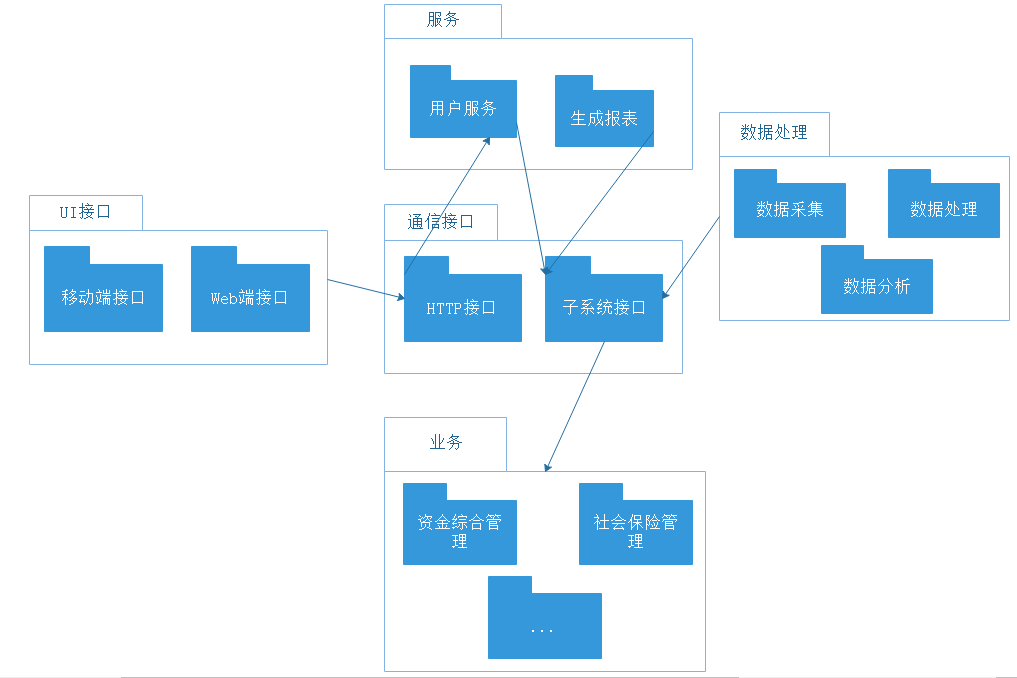 服务
用户服务
生成报表
数据处理
数据采集
数据处理
数据分析
UI接口
移动端接口
Web端接口
通信接口
HTTP接口
子系统接口
业务
资金综合管
理
社会保险管
理
...